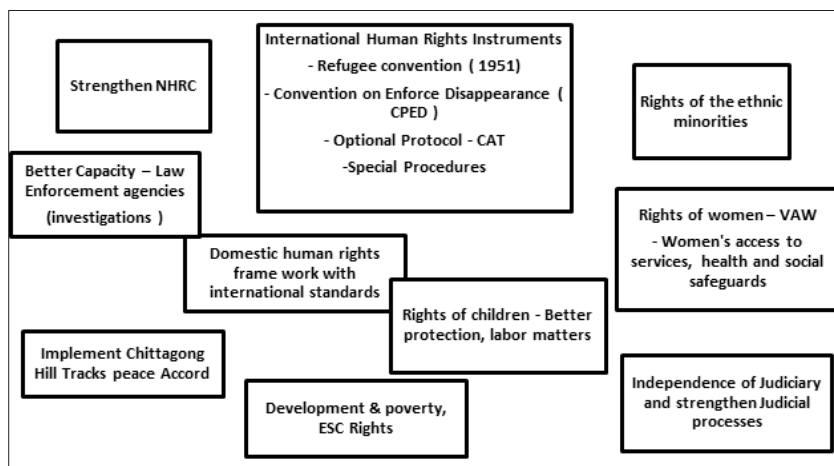 Strengthen NHRC
International Human Rights Instruments
- Refugee convention ( 1951)
- Convention on Enforce Disappearance (
CPED )
- Optional Protocol - CAT
-Special Procedures
Rights of the ethnic
minorities
Better Capacity – Law
Enforcement agencies
(investigations )
Rights of women – VAW
- Women's access to
services, health and social
safeguards
Domestic human rights
frame work with
international standards
Rights of children - Better
protection, labor matters
Implement Chittagong
Hill Tracks peace Accord
Development & poverty,
ESC Rights
Independence of Judiciary
and strengthen Judicial
processes